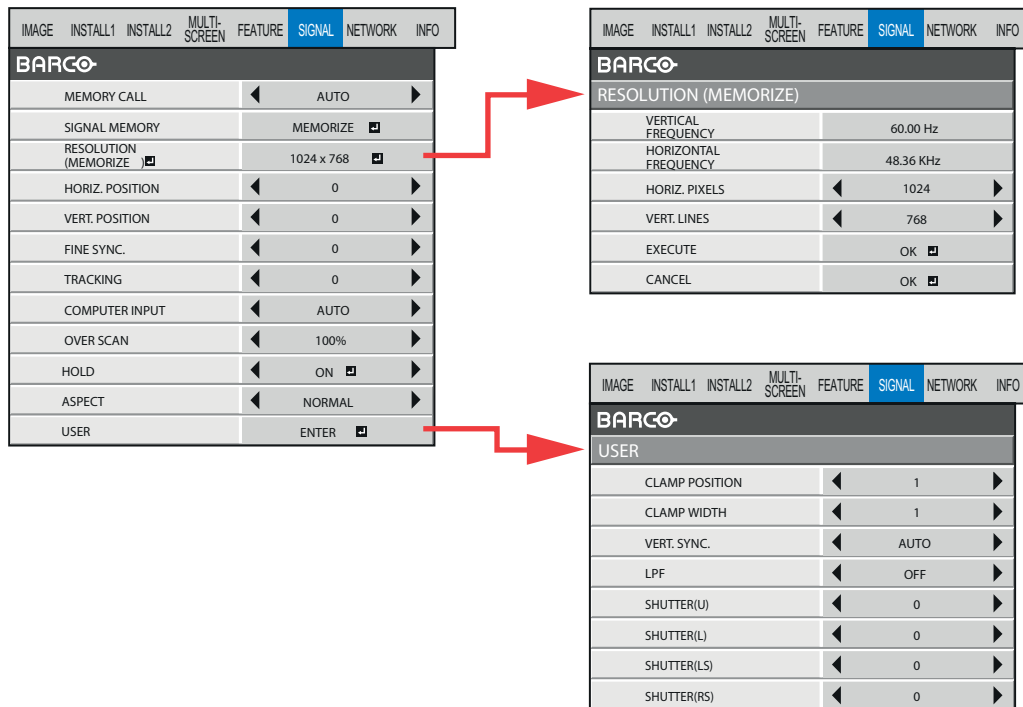 IMAGE INSTALL1 INSTALL2 MULTI-SCREEN FEATURE SIGNAL NETWORK INFO
BARCO
MEMORY CALL AUTO
SIGNAL MEMORY MEMORIZE
RESOLUTION
(MEMORIZE ) 1024 x 768
HORIZ. POSITION 0
VERT. POSITION 0
FINE SYNC. 0
TRACKING 0
COMPUTER INPUT AUTO
OVER SCAN 100%
HOLD ON
ASPECT NORMAL
USER ENTER
IMAGE INSTALL1 INSTALL2 MULTI-SCREEN FEATURE SIGNAL NETWORK INFO
BARCO
RESOLUTION (MEMORIZE)
VERTICAL
FREQUENCY 60.00 Hz
HORIZONTAL
FREQUENCY 48.36 KHz
HORIZ. PIXELS 1024
VERT. LINES 768
EXECUTE OK
CANCEL OK
IMAGE INSTALL1 INSTALL2 MULTI-SCREEN FEATURE SIGNAL NETWORK INFO
BARCO
USER
CLAMP POSITION 1
CLAMP WIDTH 1
VERT. SYNC. AUTO
LPF OFF
SHUTTER(U) 0
SHUTTER(L) 0
SHUTTER(LS) 0
SHUTTER(RS) 0